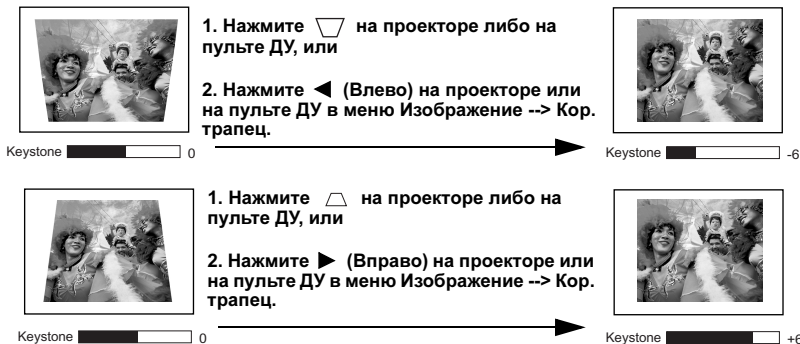 1. Нажмите на проекторе либо на
пульте ДУ, или
2. Нажмите ◄ (Влево) на проекторе или
на пульте ДУ в меню Изображение --> Кор.
трапец.
Keystone 0
Keystone -6
1. Нажмите на проекторе либо на
пульте ДУ, или
2. Нажмите ► (Вправо) на проекторе или
на пульте ДУ в меню Изображение --> Кор.
трапец.
Keystone 0
Keystone +6